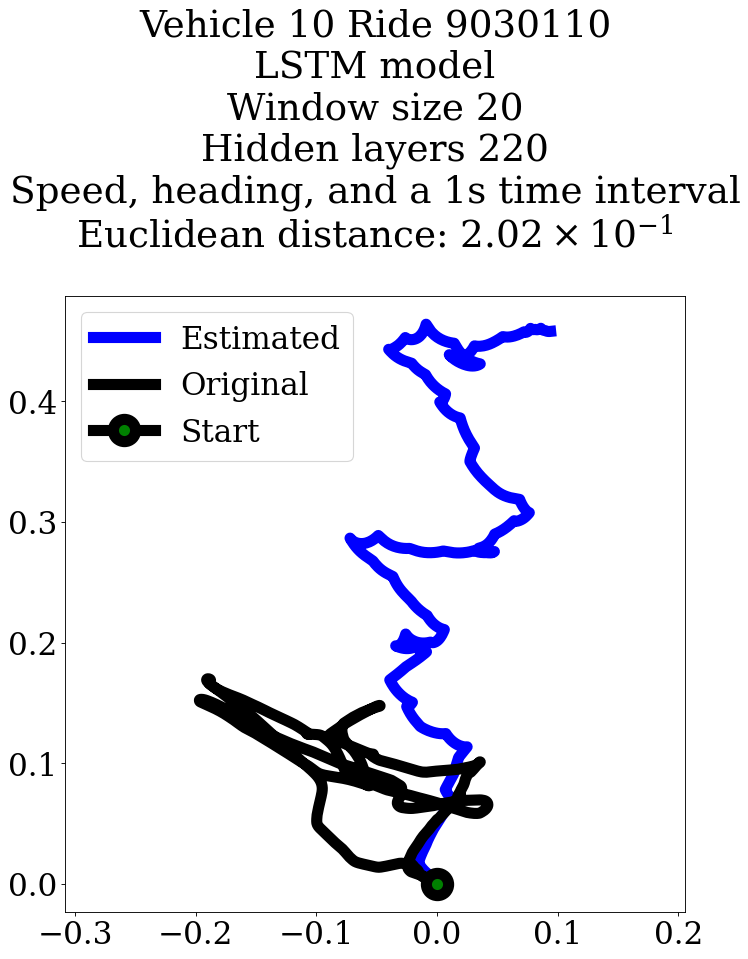 Vehicle 10 Ride 9030110
LSTM model
Window size 20
Hidden layers 220
Speed, heading, and a 1s time interval
Euclidean distance: 2.02 × 10⁻¹
Estimated
Original
Start
0.4
0.3
0.2
0.1
0.0
−0.3 −0.2 −0.1 0.0 0.1 0.2